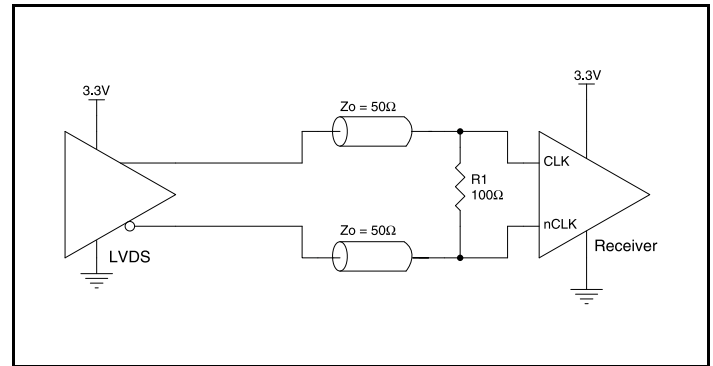 3.3V
LVDS
Zo = 50Ω
Zo = 50Ω
R1
100Ω
3.3V
CLK
nCLK
Receiver